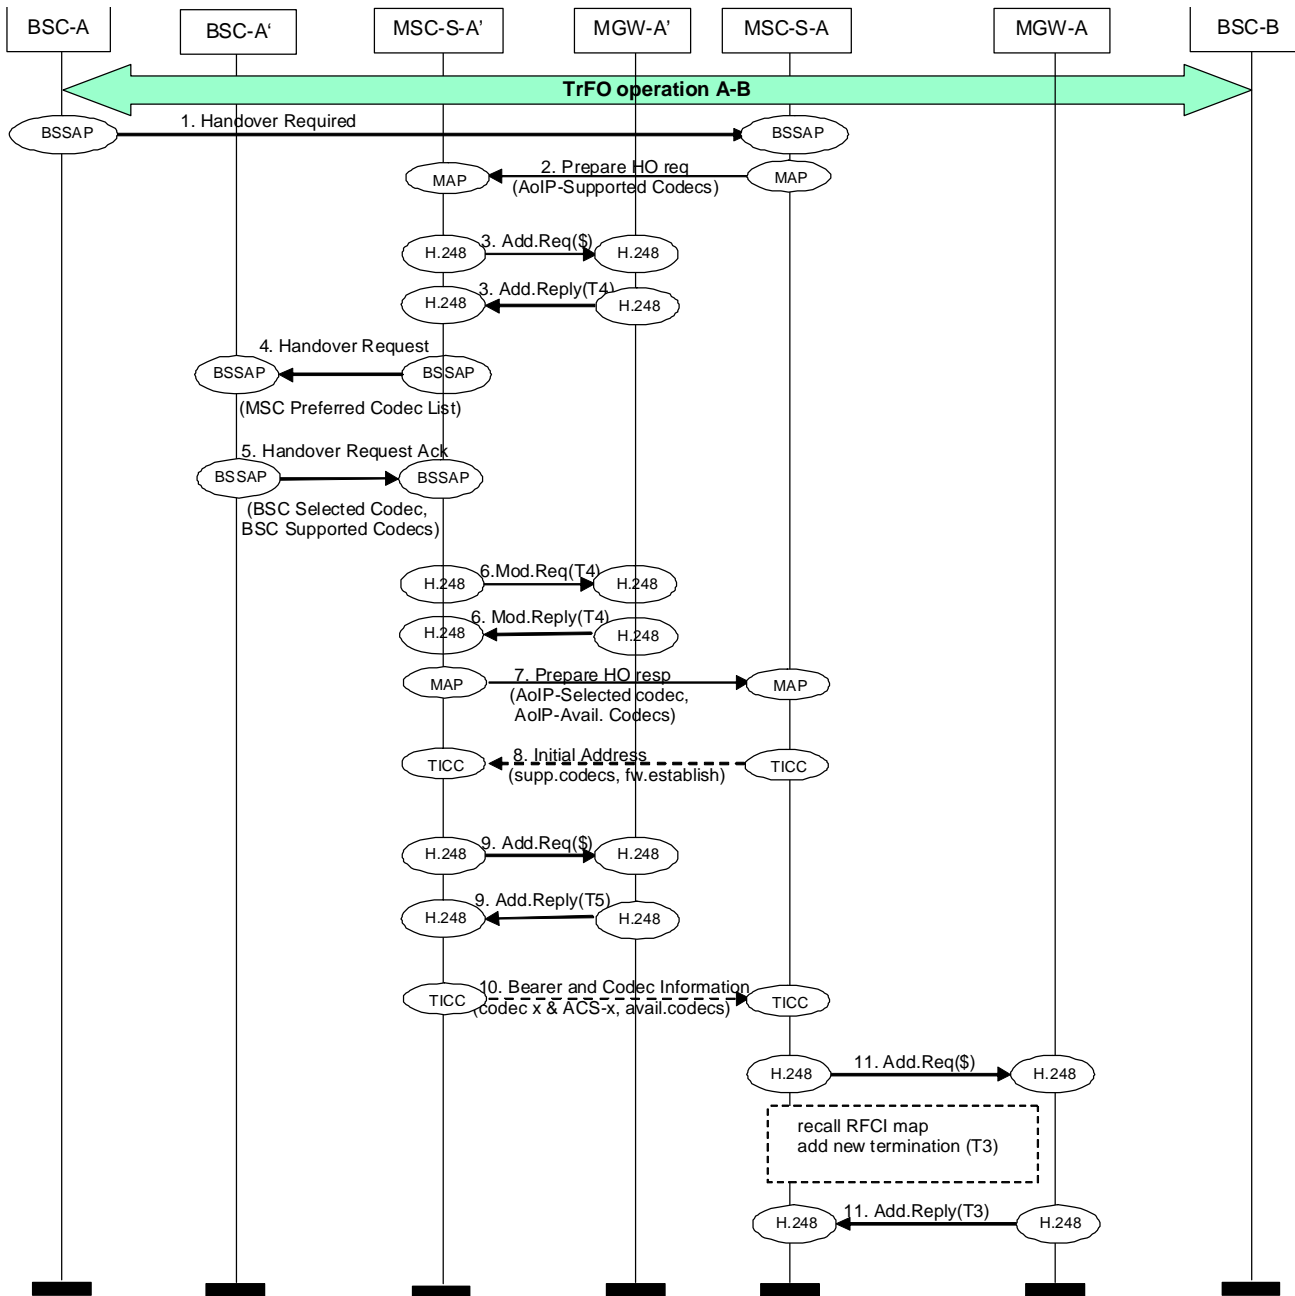 BSC-A
BSC-A‘
MSC-S-A’
MGW-A’
MSC-S-A
MGW-A
BSC-B
TrFO operation A-B
1. Handover Required
BSSAP
BSSAP
2. Prepare HO req
MAP
MAP
(AoIP-Supported Codecs)
3. Add.Req($)
H.248
H.248
3. Add.Reply(T4)
H.248
H.248
4. Handover Request
BSSAP
BSSAP
(MSC Preferred Codec List)
5. Handover Request Ack
BSSAP
BSSAP
(BSC Selected Codec,
BSC Supported Codecs)
6.Mod.Req(T4)
H.248
H.248
6. Mod.Reply(T4)
H.248
H.248
7. Prepare HO resp
MAP
MAP
(AoIP-Selected codec,
AoIP-Avail. Codecs)
8. Initial Address
TICC
TICC
(supp.codecs, fw.establish)
9. Add.Req($)
H.248
H.248
9. Add.Reply(T5)
H.248
H.248
10. Bearer and Codec Information
TICC
TICC
(codec x & ACS-x, avail.codecs)
11. Add.Req($)
H.248
H.248
recall RFCI map
add new termination (T3)
11. Add.Reply(T3)
H.248
H.248